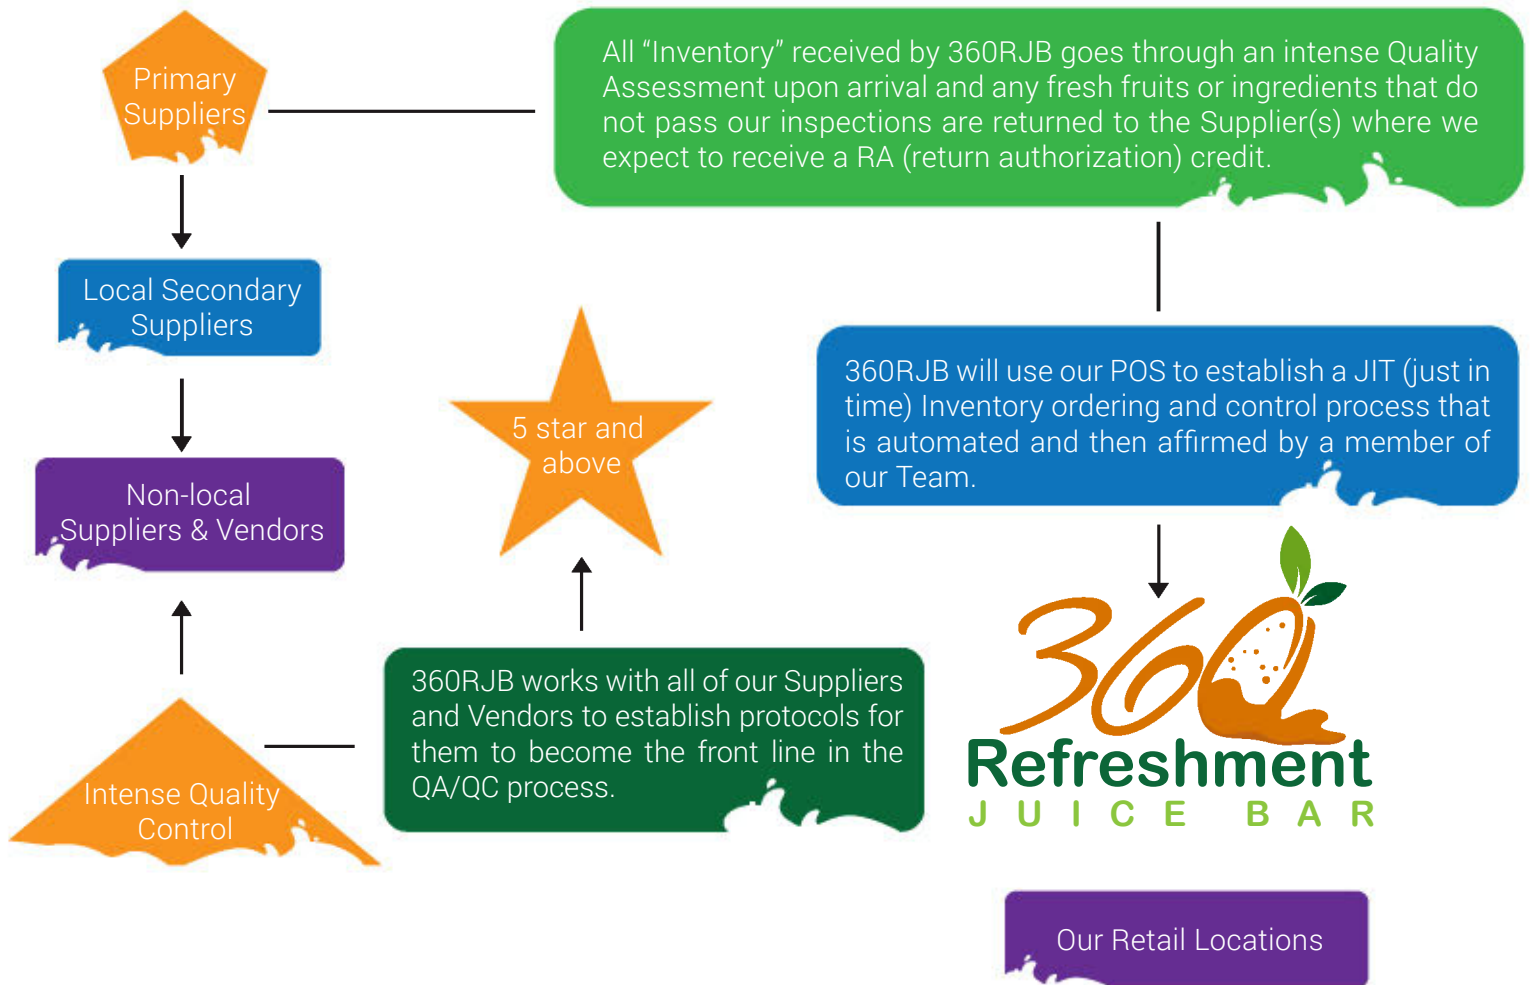 Primary
Suppliers
All “Inventory” received by 360RJB goes through an intense Quality
Assessment upon arrival and any fresh fruits or ingredients that do
not pass our inspections are returned to the Supplier(s) where we
expect to receive a RA (return authorization) credit.
Local Secondary
Suppliers
5 star and
above
360RJB will use our POS to establish a JIT (just in
time) Inventory ordering and control process that
is automated and then affirmed by a member of
our Team.
Non-local
Suppliers & Vendors
Intense Quality
Control
360RJB works with all of our Suppliers
and Vendors to establish protocols for
them to become the front line in the
QA/QC process.
360
Refreshment
JUICE BAR
Our Retail Locations